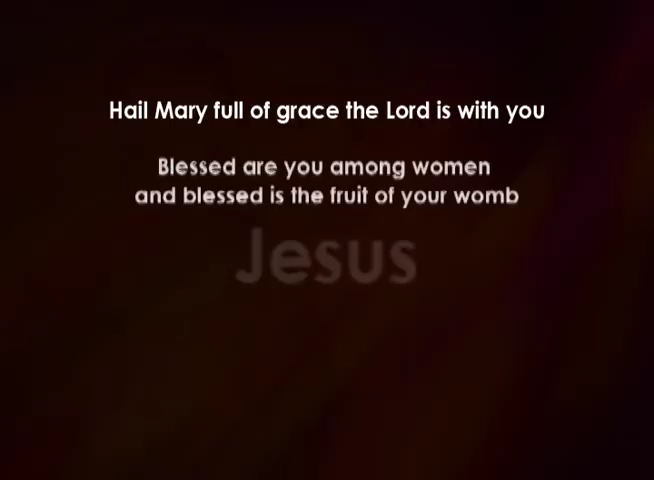 Hail Mary full of grace the Lord is with you
Blessed are you among women
and blessed is the fruit of your womb
Jesus